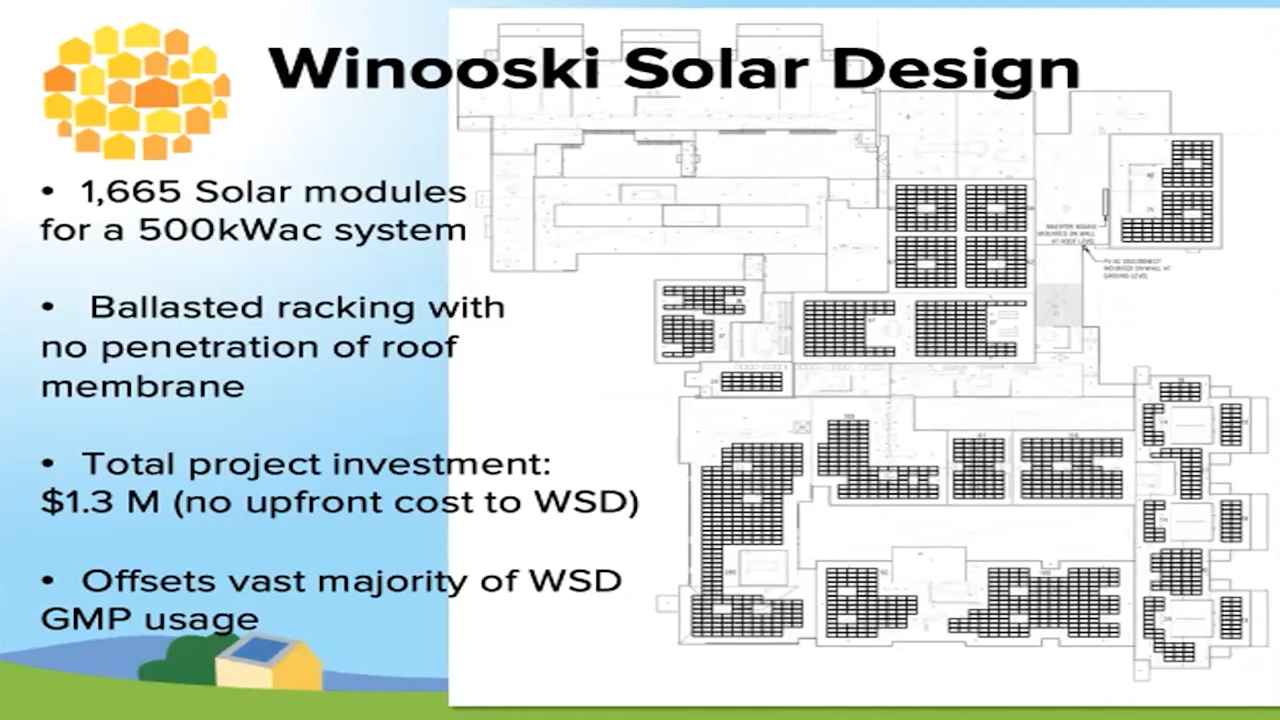 Winooski Solar Design
• 1,665 Solar modules
for a 500kWac system
• Ballasted racking with
no penetration of roof
membrane
• Total project investment:
$1.3 M (no upfront cost to WSD)
• Offsets vast majority of WSD
GMP usage